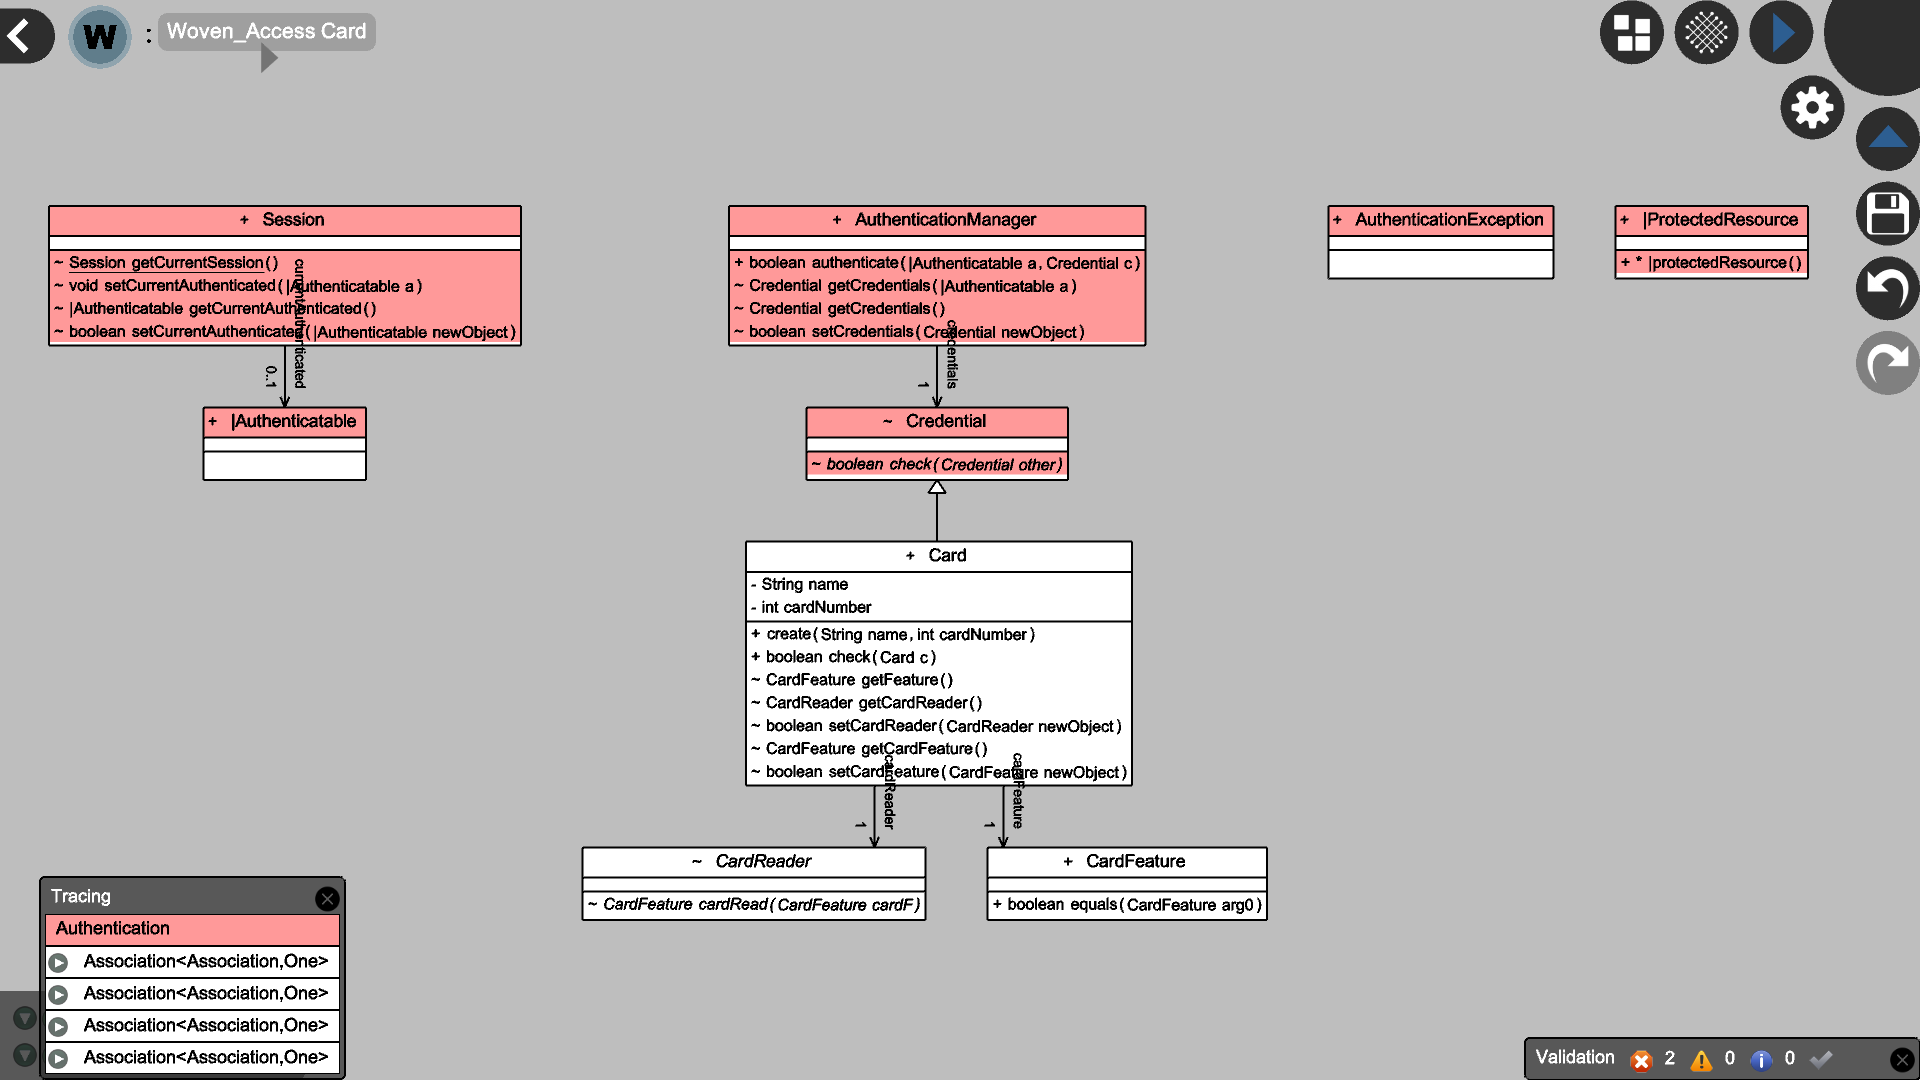 W : Woven_Access Card
+ Session
~ Session getCurrentSession()
~ void setCurrentAuthenticated(|Authenticatable a)
~ |Authenticatable getCurrentAuthenticated()
~ boolean setCurrentAuthenticated(|Authenticatable newObject)
currentAuthenticated
0..1
+ |Authenticatable
+ AuthenticationManager
+ boolean authenticate(|Authenticatable a, Credential c)
~ Credential getCredentials(|Authenticatable a)
~ Credential getCredentials()
~ boolean setCredentials(Credential newObject)
credentials
1
~ Credential
~ boolean check(Credential other)
+ AuthenticationException
+ |ProtectedResource
+ * |protectedResource()
+ Card
- String name
- int cardNumber
+ create(String name, int cardNumber)
+ boolean check(Card c)
~ CardFeature getFeature()
~ CardReader getCardReader()
~ boolean setCardReader(CardReader newObject)
~ CardFeature getCardFeature()
~ boolean setCardFeature(CardFeature newObject)
cardReader
1
cardFeature
1
~ CardReader
~ CardFeature cardRead(CardFeature cardF)
+ CardFeature
+ boolean equals(CardFeature arg0)
Tracing
Authentication
Association<Association,One>
Association<Association,One>
Association<Association,One>
Association<Association,One>
Validation 2 0 0